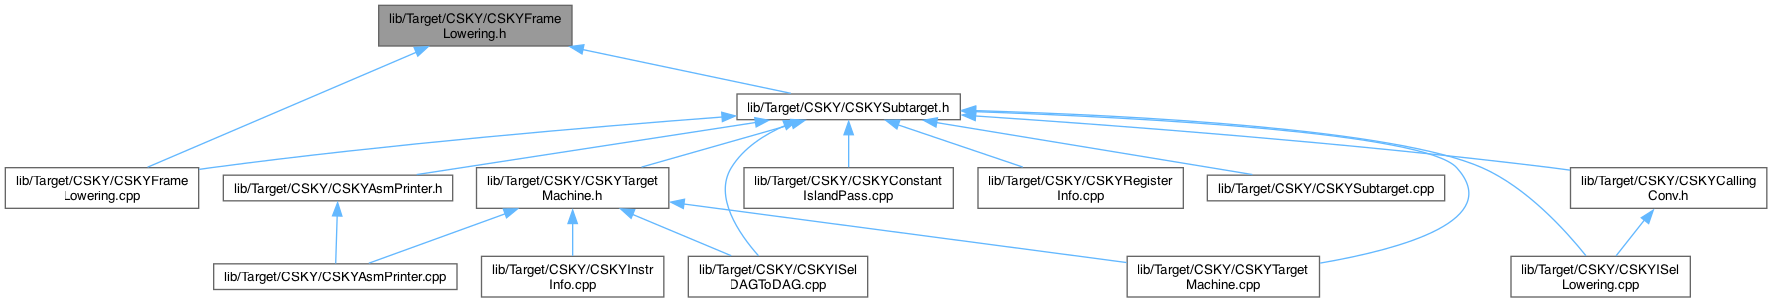 lib/Target/CSKY/CSKYFrame
Lowering.h
lib/Target/CSKY/CSKYSubtarget.h
lib/Target/CSKY/CSKYFrame
Lowering.cpp
lib/Target/CSKY/CSKYAsmPrinter.h
lib/Target/CSKY/CSKYTarget
Machine.h
lib/Target/CSKY/CSKYConstant
IslandPass.cpp
lib/Target/CSKY/CSKYRegister
Info.cpp
lib/Target/CSKY/CSKYSubtarget.cpp
lib/Target/CSKY/CSKYCalling
Conv.h
lib/Target/CSKY/CSKYAsmPrinter.cpp
lib/Target/CSKY/CSKYInstr
Info.cpp
lib/Target/CSKY/CSKYISel
DAGToDAG.cpp
lib/Target/CSKY/CSKYTarget
Machine.cpp
lib/Target/CSKY/CSKYISel
Lowering.cpp